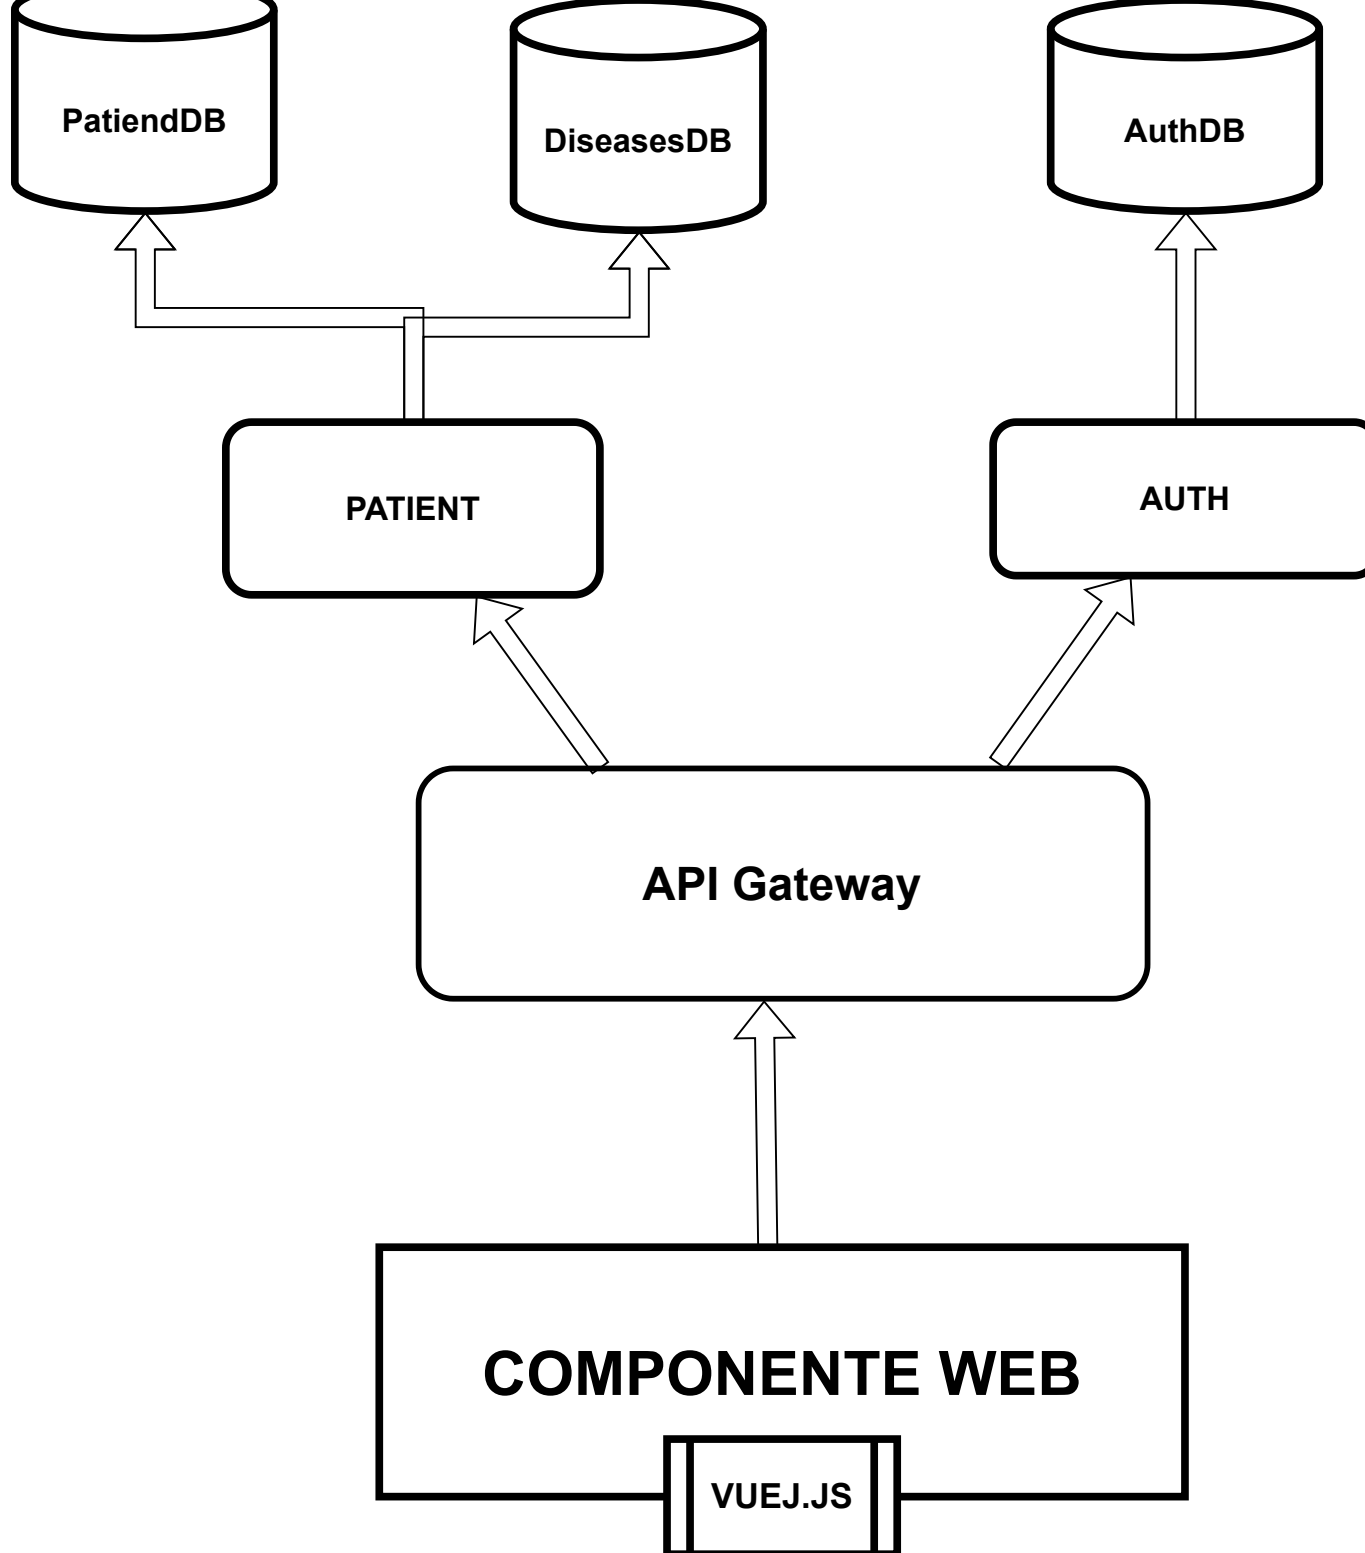 PatiendDB
DiseasesDB
AuthDB
PATIENT
AUTH
API Gateway
COMPONENTE WEB
VUEJ.JS